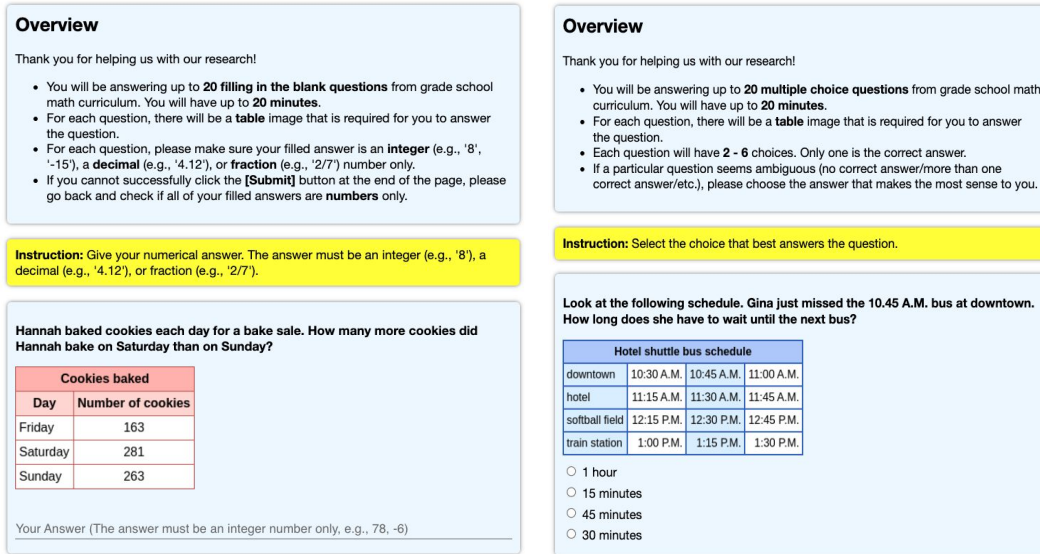 Overview
Thank you for helping us with our research!
• You will be answering up to 20 filling in the blank questions from grade school
math curriculum. You will have up to 20 minutes.
• For each question, there will be a table image that is required for you to answer
the question.
• For each question, please make sure your filled answer is an integer (e.g., '8',
'-15'), a decimal (e.g., '4.12'), or fraction (e.g., '2/7') number only.
• If you cannot successfully click the [Submit] button at the end of the page, please
go back and check if all of your filled answers are numbers only.
Instruction: Give your numerical answer. The answer must be an integer (e.g., '8'), a
decimal (e.g., '4.12'), or fraction (e.g., '2/7').
Hannah baked cookies each day for a bake sale. How many more cookies did
Hannah bake on Saturday than on Sunday?
Cookies baked
Day Number of cookies
Friday 163
Saturday 281
Sunday 263
Your Answer (The answer must be an integer number only, e.g., 78, -6)
Overview
Thank you for helping us with our research!
• You will be answering up to 20 multiple choice questions from grade school math
curriculum. You will have up to 20 minutes.
• For each question, there will be a table image that is required for you to answer
the question.
• Each question will have 2 - 6 choices. Only one is the correct answer.
• If a particular question seems ambiguous (no correct answer/more than one
correct answer/etc.), please choose the answer that makes the most sense to you.
Instruction: Select the choice that best answers the question.
Look at the following schedule. Gina just missed the 10.45 A.M. bus at downtown.
How long does she have to wait until the next bus?
Hotel shuttle bus schedule
downtown 10:30 A.M. 10:45 A.M. 11:00 A.M.
hotel 11:15 A.M. 11:30 A.M. 11:45 A.M.
softball field 12:15 P.M. 12:30 P.M. 12:45 P.M.
train station 1:00 P.M. 1:15 P.M. 1:30 P.M.
1 hour
15 minutes
45 minutes
30 minutes